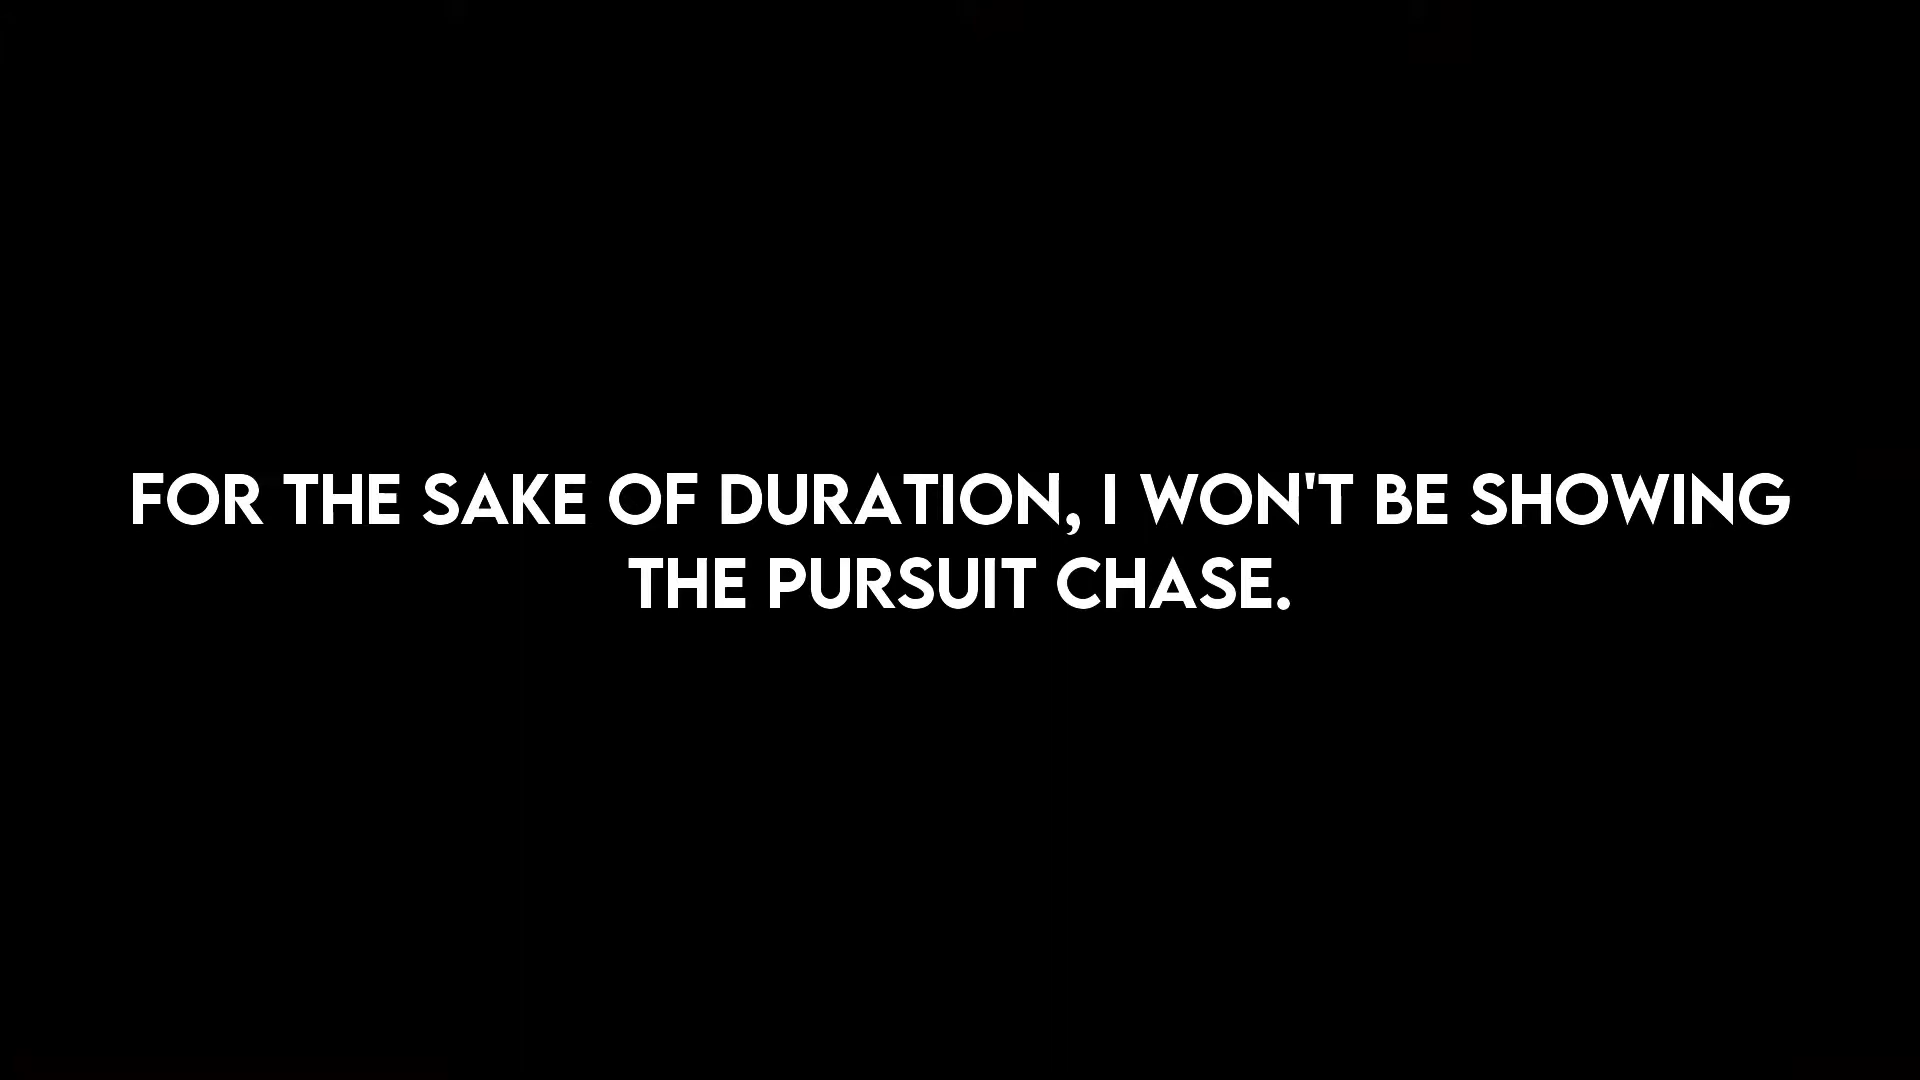 FOR THE SAKE OF DURATION, I WON'T BE SHOWING
THE PURSUIT CHASE.